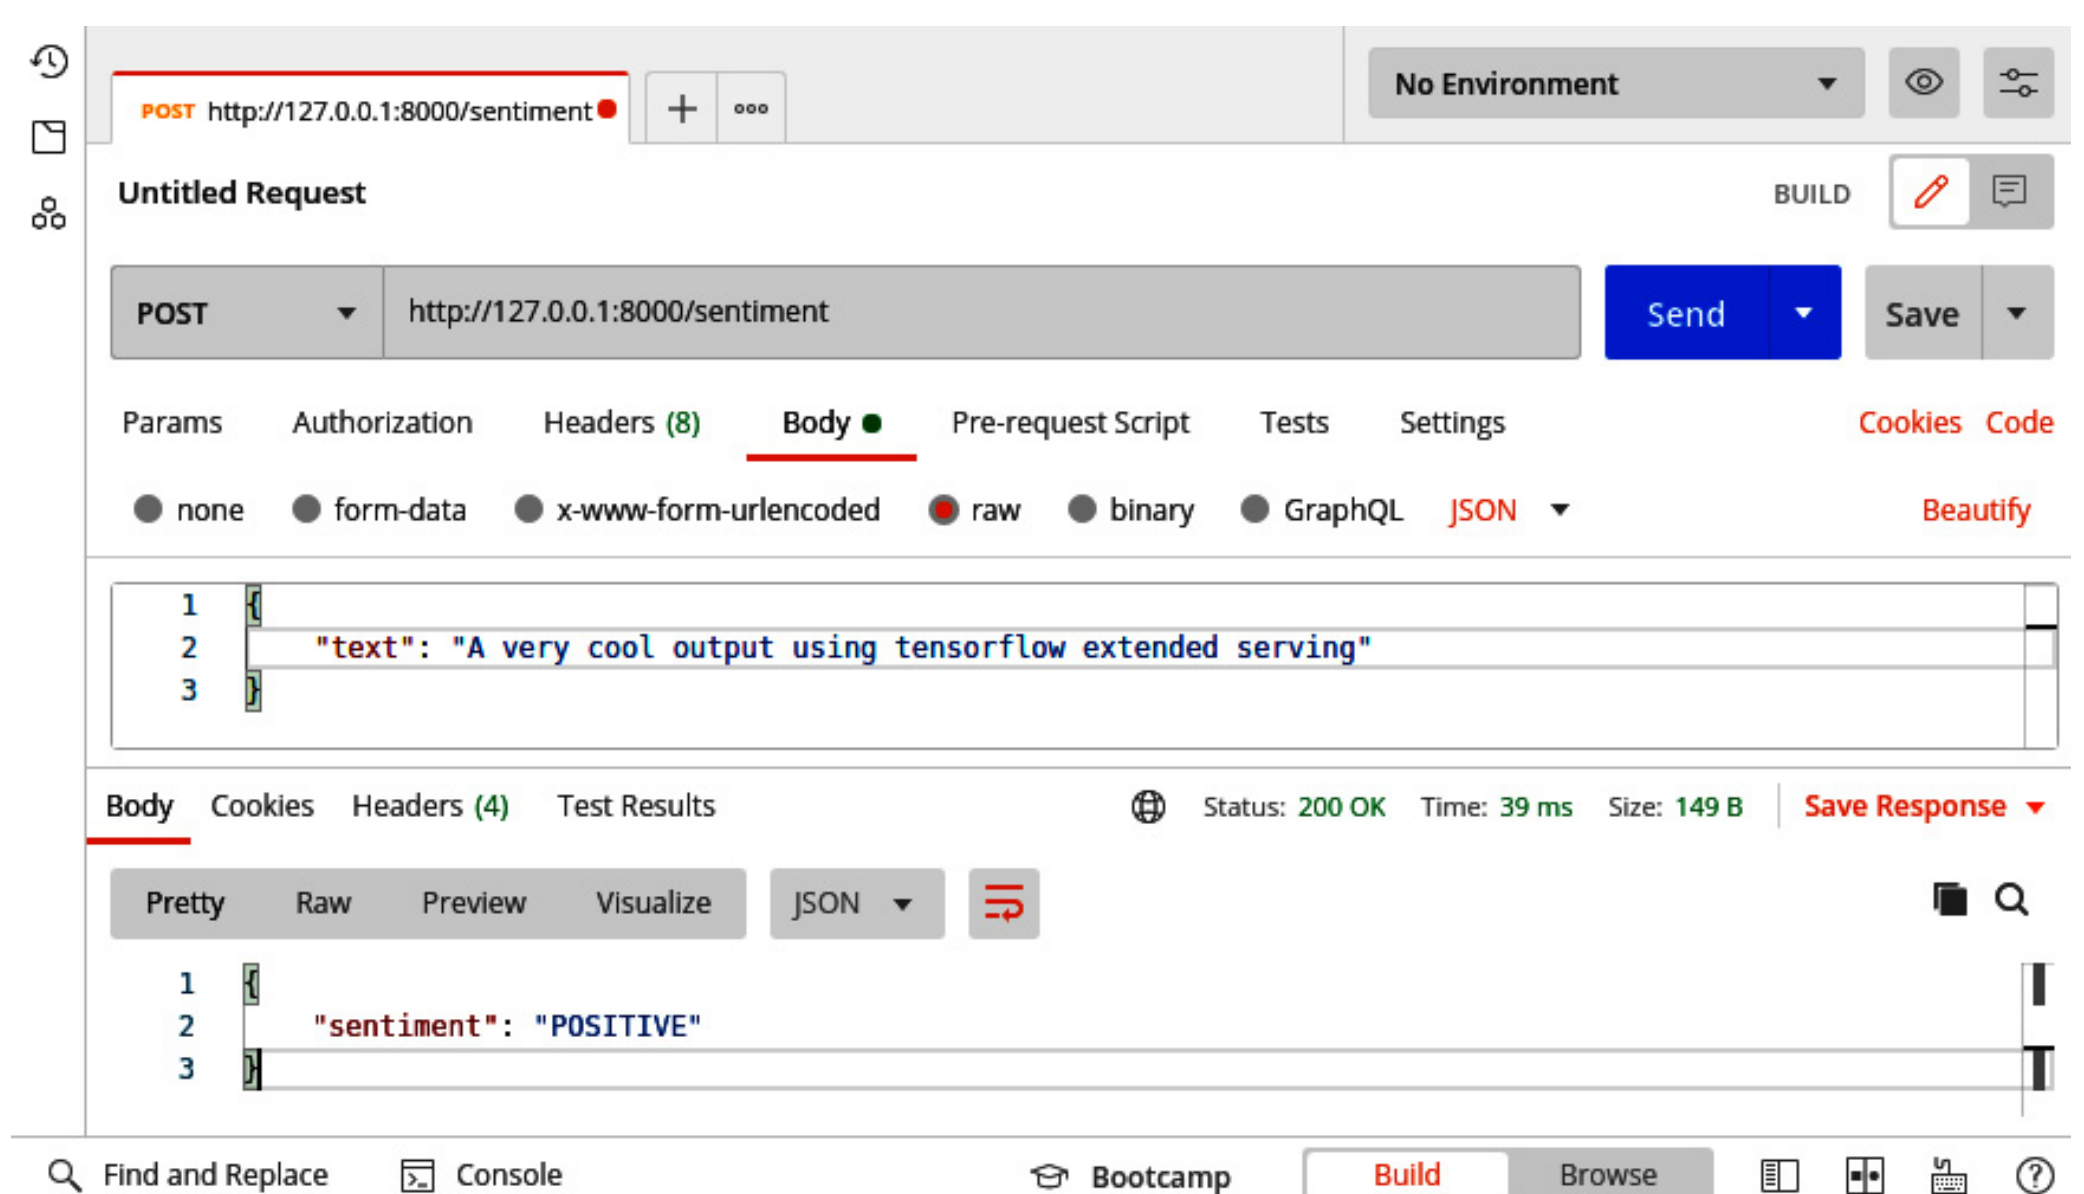 POST http://127.0.0.1:8000/sentiment
No Environment
Untitled Request
BUILD
POST http://127.0.0.1:8000/sentiment Send Save
Params Authorization Headers (8) Body Pre-request Script Tests Settings Cookies Code
none form-data x-www-form-urlencoded raw binary GraphQL JSON Beautify
1 {
2 "text": "A very cool output using tensorflow extended serving"
3 }
Body Cookies Headers (4) Test Results Status: 200 OK Time: 39 ms Size: 149 B Save Response
Pretty Raw Preview Visualize JSON
1 {
2 "sentiment": "POSITIVE"
3 }
Find and Replace Console Bootcamp Build Browse